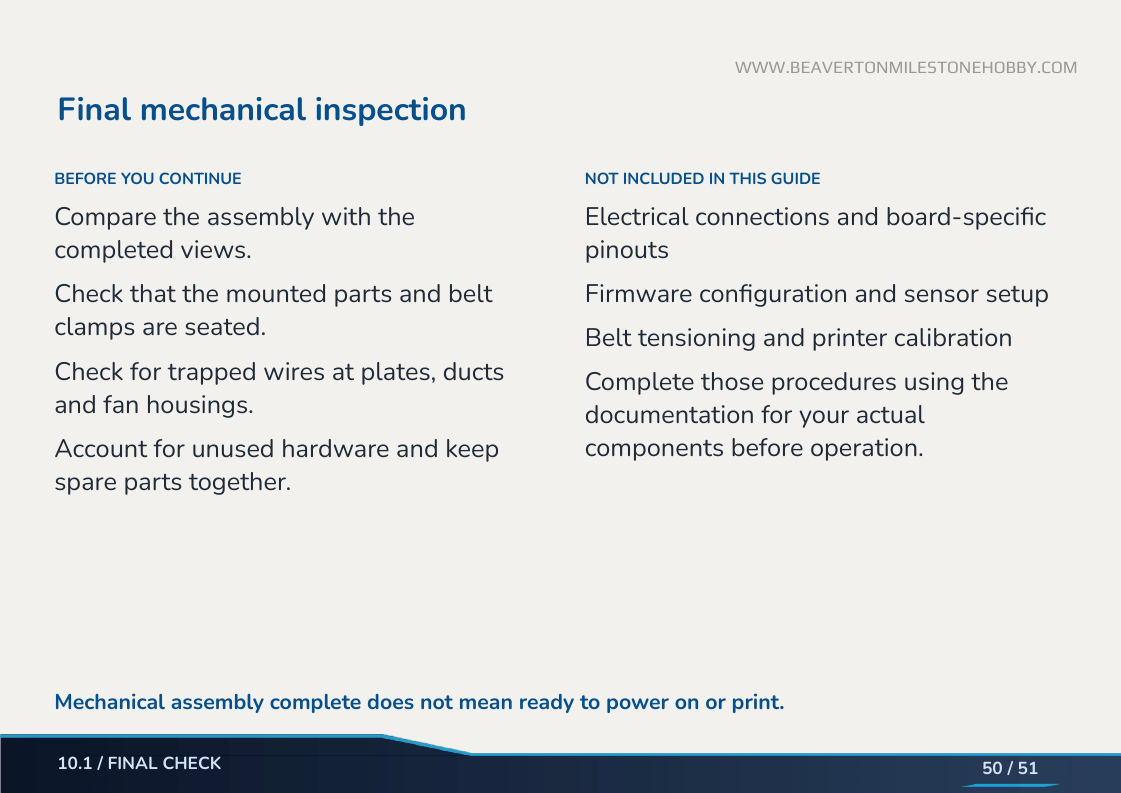 WWW.BEAVERTONMILESTONEHOBBY.COM
Final mechanical inspection
BEFORE YOU CONTINUE
Compare the assembly with the
completed views.
Check that the mounted parts and belt
clamps are seated.
Check for trapped wires at plates, ducts
and fan housings.
Account for unused hardware and keep
spare parts together.
NOT INCLUDED IN THIS GUIDE
Electrical connections and board-specific
pinouts
Firmware configuration and sensor setup
Belt tensioning and printer calibration
Complete those procedures using the
documentation for your actual
components before operation.
Mechanical assembly complete does not mean ready to power on or print.
10.1 / FINAL CHECK
50 / 51